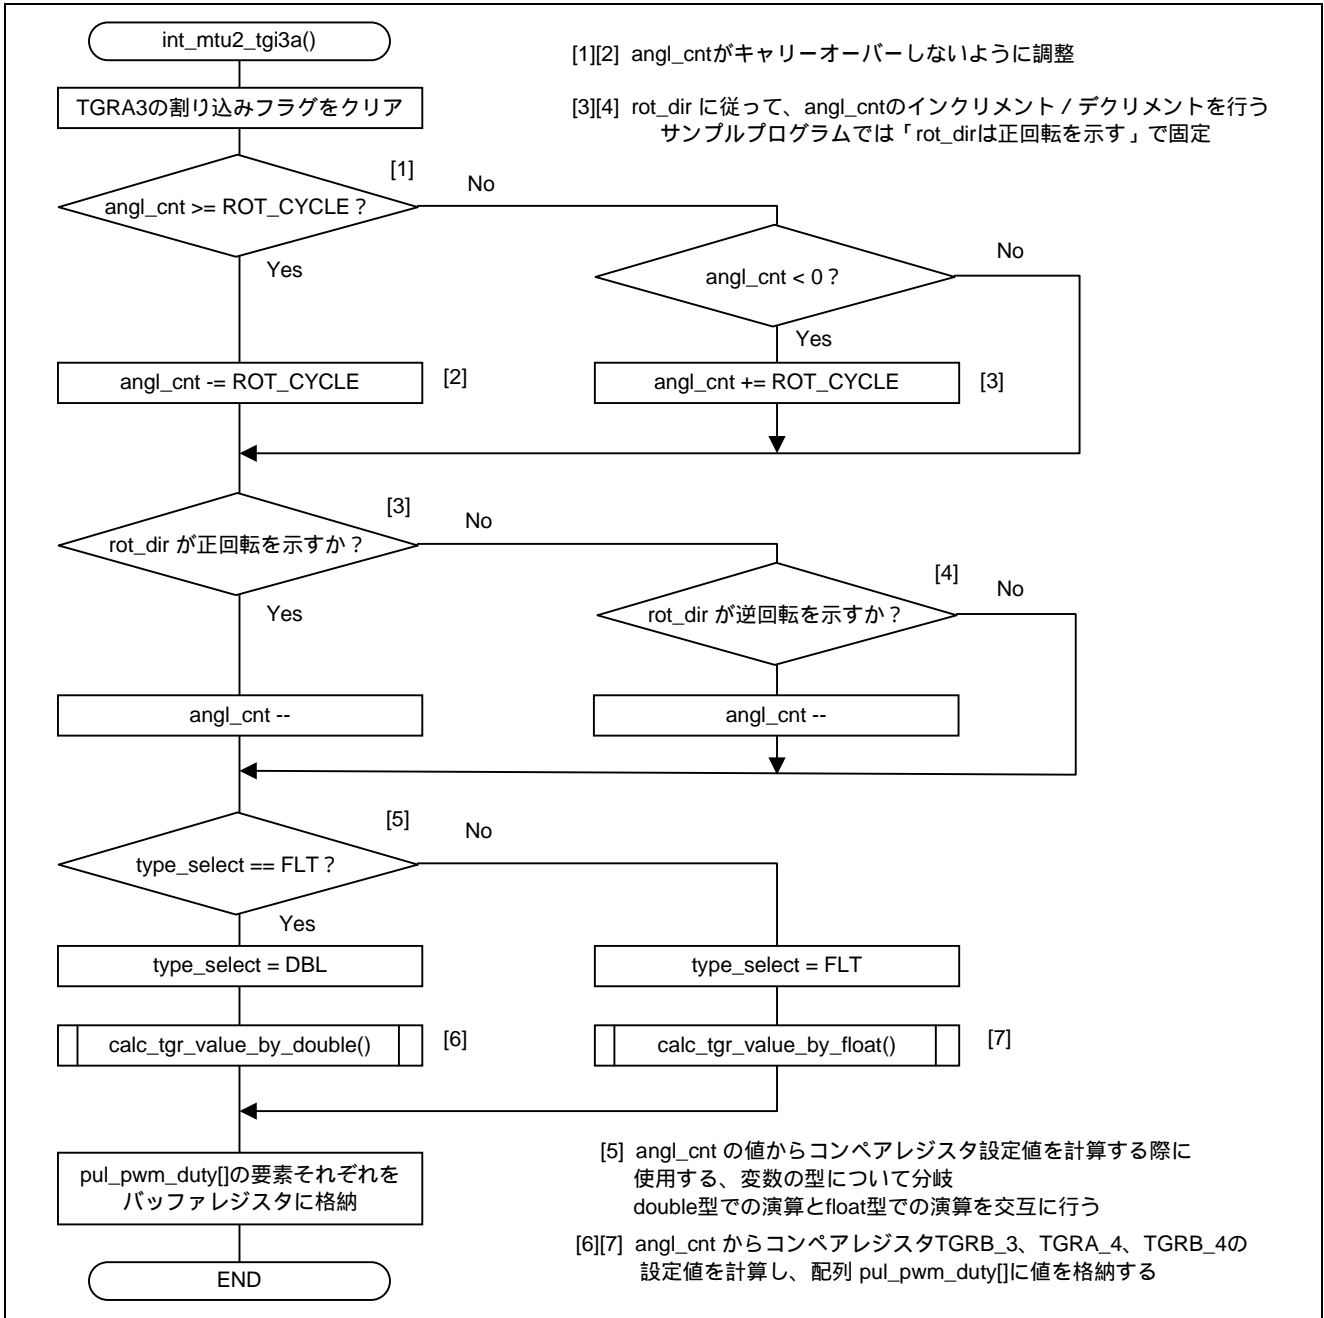 int_mtu2_tgi3a()
[1][2] angl_cntがキャリーオーバーしないように調整
TGRA3の割り込みフラグをクリア
[3][4] rot_dir に従って、angl_cntのインクリメント / デクリメントを行う
サンプルプログラムでは「rot_dirは正回転を示す」で固定
[1]
No
angl_cnt >= ROT_CYCLE ?
Yes
angl_cnt < 0 ?
No
Yes
angl_cnt -= ROT_CYCLE
[2]
angl_cnt += ROT_CYCLE
[3]
[3]
No
rot_dir が正回転を示すか ?
Yes
[4]
No
rot_dir が逆回転を示すか ?
angl_cnt --
angl_cnt --
[5]
No
type_select == FLT ?
Yes
type_select = DBL
type_select = FLT
calc_tgr_value_by_double()
[6]
calc_tgr_value_by_float()
[7]
pul_pwm_duty[]の要素それぞれを
バッファレジスタに格納
END
[5] angl_cnt の値からコンペアレジスタ設定値を計算する際に
使用する、変数の型について分岐
double型での演算とfloat型での演算を交互に行う
[6][7] angl_cnt からコンペアレジスタTGRB_3、TGRA_4、TGRB_4の
設定値を計算し、配列 pul_pwm_duty[]に値を格納する